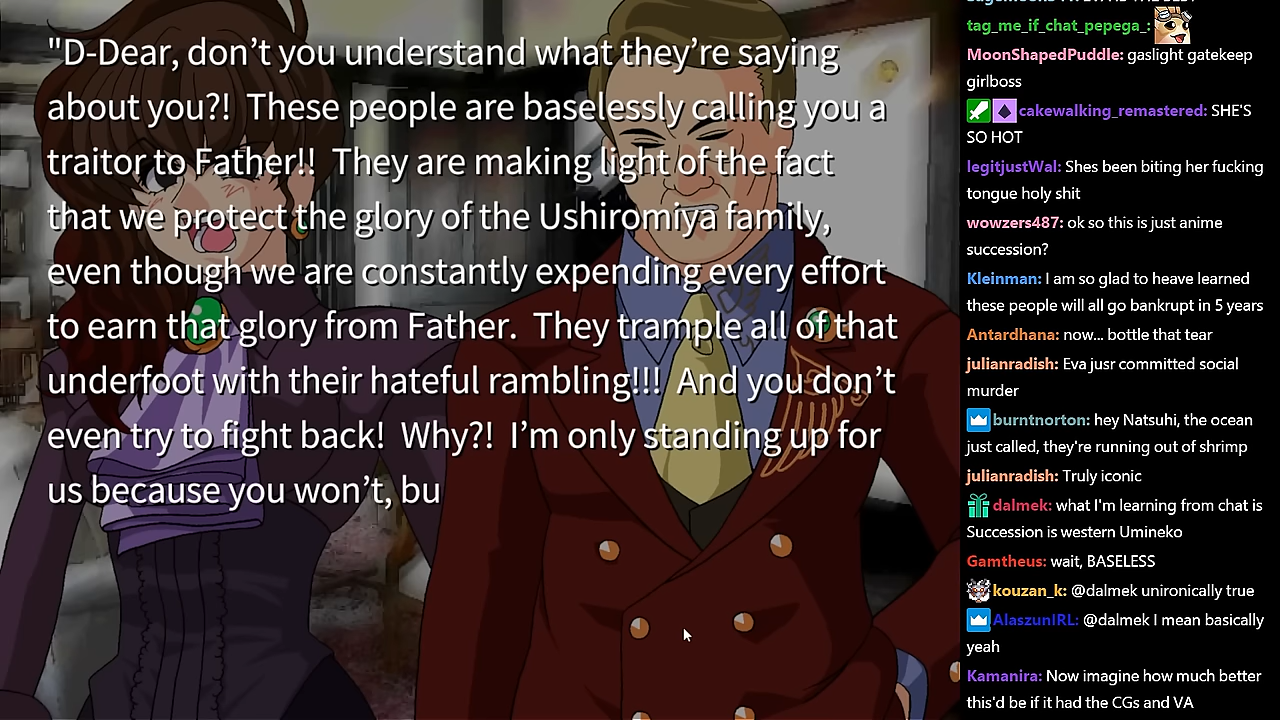 "D-Dear, don’t you understand what they’re saying
about you?!  These people are baselessly calling you a
traitor to Father!!  They are making light of the fact
that we protect the glory of the Ushiromiya family,
even though we are constantly expending every effort
to earn that glory from Father.  They trample all of that
underfoot with their hateful rambling!!!  And you don’t
even try to fight back!  Why?!  I’m only standing up for
us because you won’t, bu
tag_me_if_chat_pepega_:
MoonShapedPuddle: gaslight gatekeep
girlboss
cakewalking_remastered: SHE'S
SO HOT
legitjustWal: Shes been biting her fucking
tongue holy shit
wowzers487: ok so this is just anime
succession?
Kleinman: I am so glad to heave learned
these people will all go bankrupt in 5 years
Antardhana: now... bottle that tear
julianradish: Eva jusr committed social
murder
burntnorton: hey Natsuhi, the ocean
just called, they're running out of shrimp
julianradish: Truly iconic
dalmek: what I'm learning from chat is
Succession is western Umineko
Gamtheus: wait, BASELESS
kouzan_k: @dalmek unironically true
AlaszunIRL: @dalmek I mean basically
yeah
Kamanira: Now imagine how much better
this'd be if it had the CGs and VA